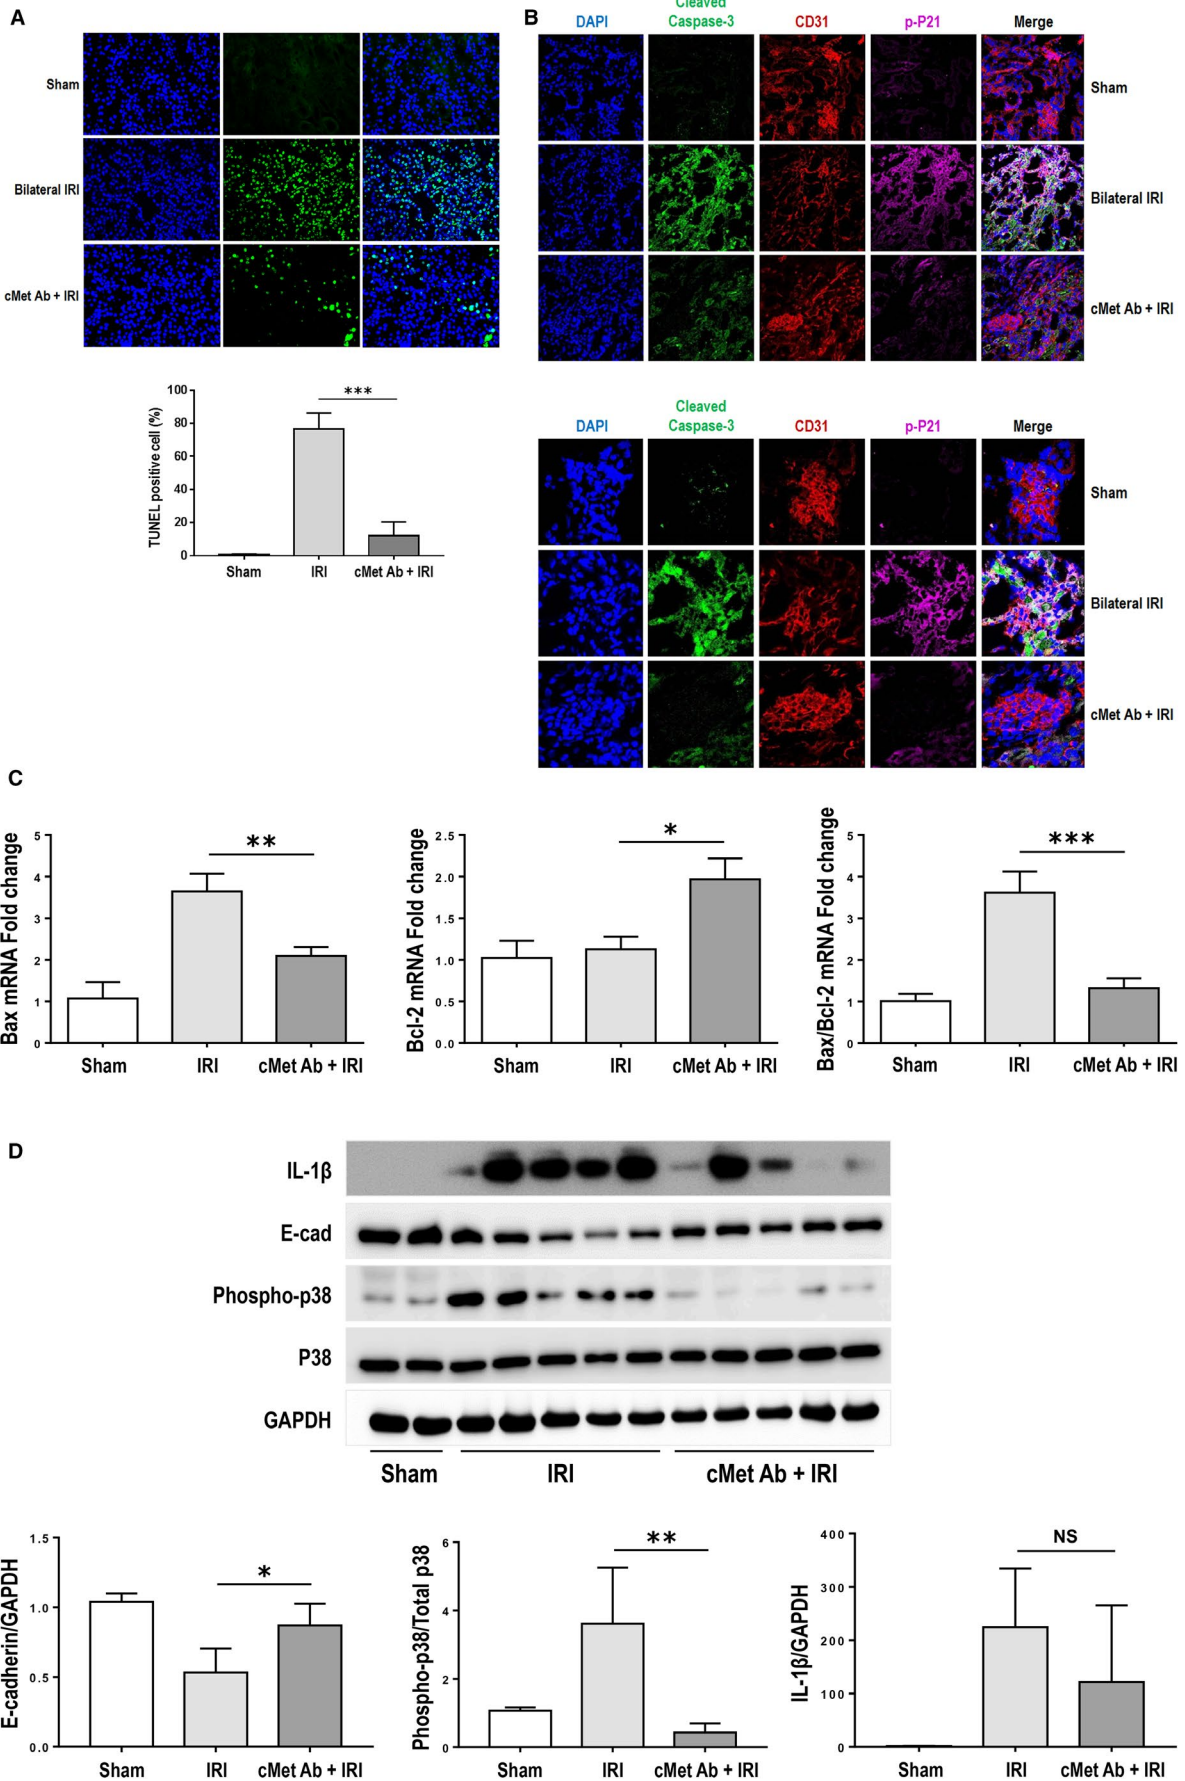 A
Sham
Bilateral IRI
cMet Ab + IRI
TUNEL positive cell (%)
100
80
60
40
20
0
***
Sham IRI cMet Ab + IRI
B
DAPI Cleaved Caspase-3 CD31 p-P21 Merge
Sham
Bilateral IRI
cMet Ab + IRI
DAPI Cleaved Caspase-3 CD31 p-P21 Merge
Sham
Bilateral IRI
cMet Ab + IRI
C
Bax mRNA Fold change
5
4
3
2
1
0
**
Sham IRI cMet Ab + IRI
Bcl-2 mRNA Fold change
2.5
2.0
1.5
1.0
0.5
0.0
*
Sham IRI cMet Ab + IRI
Bax/Bcl-2 mRNA Fold change
5
4
3
2
1
0
***
Sham IRI cMet Ab + IRI
D
IL-1β
E-cad
Phospho-p38
P38
GAPDH
Sham IRI cMet Ab + IRI
E-cadherin/GAPDH
1.5
1.0
0.5
0.0
*
Sham IRI cMet Ab + IRI
Phospho-p38/Total p38
6
4
2
0
**
Sham IRI cMet Ab + IRI
IL-1β/GAPDH
400
300
200
100
0
NS
Sham IRI cMet Ab + IRI